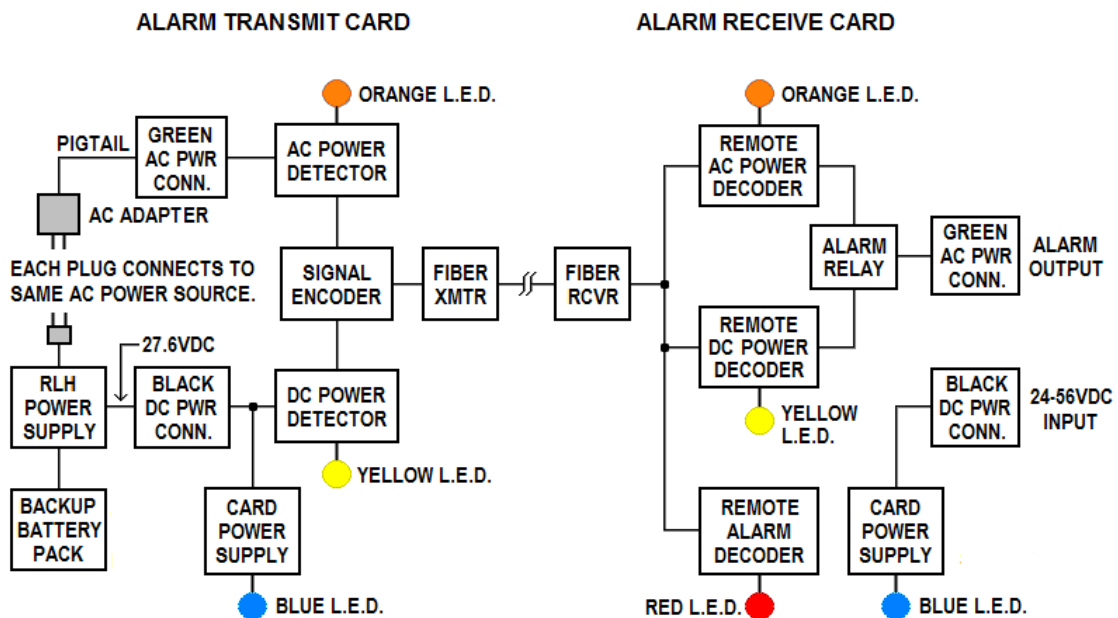 ALARM TRANSMIT CARD
ALARM RECEIVE CARD
ORANGE L.E.D.
PIGTAIL
GREEN
AC PWR
CONN.
AC POWER
DETECTOR
AC ADAPTER
EACH PLUG CONNECTS TO
SAME AC POWER SOURCE.
SIGNAL
ENCODER
FIBER
XMTR
27.6VDC
RLH
POWER
SUPPLY
BLACK
DC PWR
CONN.
DC POWER
DETECTOR
YELLOW L.E.D.
BACKUP
BATTERY
PACK
CARD
POWER
SUPPLY
BLUE L.E.D.
ORANGE L.E.D.
REMOTE
AC POWER
DECODER
FIBER
RCVR
ALARM
RELAY
GREEN
AC PWR
CONN.
ALARM
OUTPUT
REMOTE
DC POWER
DECODER
YELLOW
L.E.D.
BLACK
DC PWR
CONN.
24-56VDC
INPUT
REMOTE
ALARM
DECODER
RED L.E.D.
CARD
POWER
SUPPLY
BLUE L.E.D.